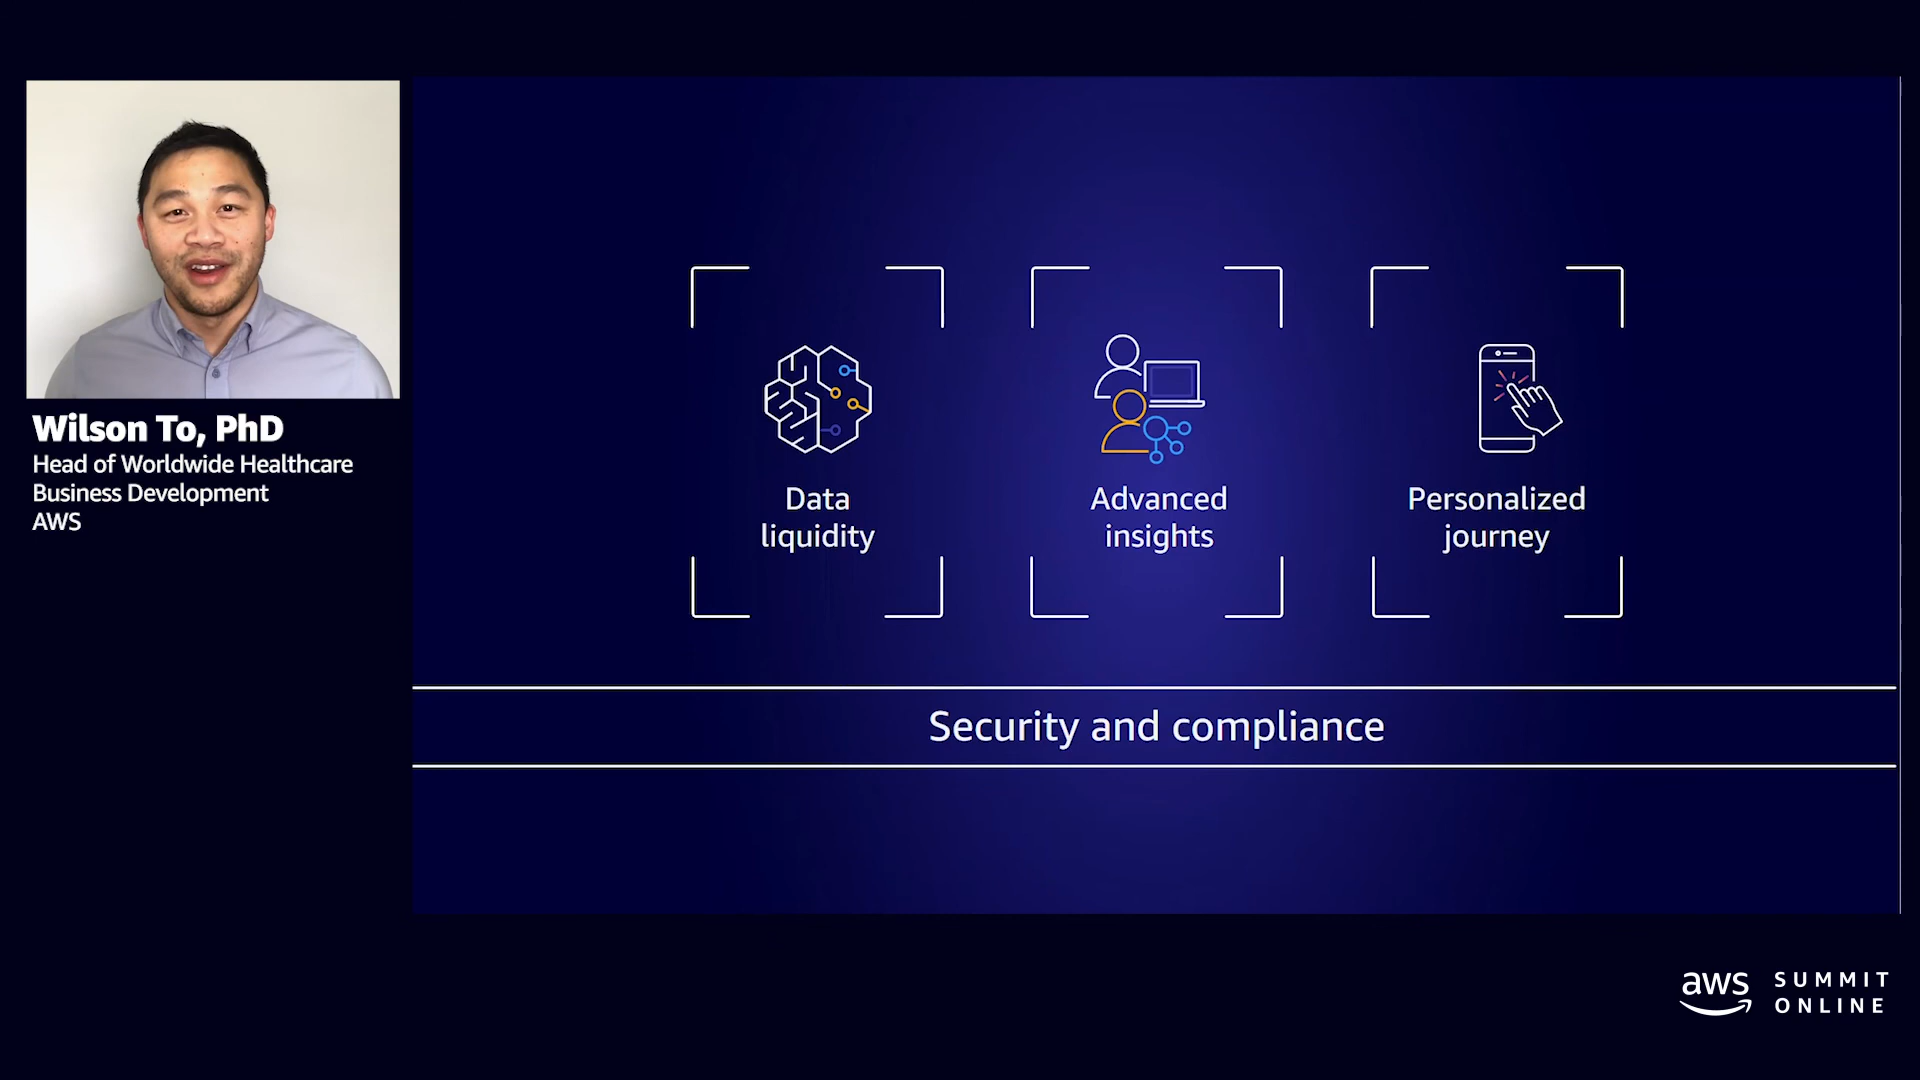 Wilson To, PhD
Head of Worldwide Healthcare
Business Development
AWS
Data
liquidity
Advanced
insights
Personalized
journey
Security and compliance
aws
SUMMIT
ONLINE